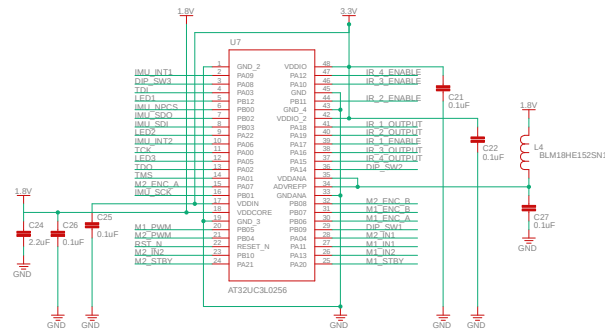 1.8V
3.3V
U7
1 GND_2 VDDIO 48
IMU_INT1 2 PA09 PA12 47 IR_4_ENABLE
DIP_SW3 3 PA08 PA10 46 IR_3_ENABLE
TDI 4 PA03 GND 45
LED1 5 PB12 PB11 44 IR_2_ENABLE
IMU_NPCS 6 PB00 GND_4 43
IMU_SDO 7 PB02 VDDIO_2 42
IMU_SDI 8 PB03 PA18 41 IR_1_OUTPUT
LED2 9 PA22 PA19 40 IR_2_OUTPUT
IMU_INT2 10 PA06 PA17 39 IR_1_ENABLE
TCK 11 PA00 PA16 38 IR_3_OUTPUT
LED3 12 PA05 PA15 37 IR_4_OUTPUT
TDO 13 PA02 PA14 36 DIP_SW2
TMS 14 PA01 VDDANA 35
M2_ENC_A 15 PA07 ADVREFP 34
IMU_SCK 16 PB01 GNDANA 33
17 VDDIN PB08 32 M2_ENC_B
18 VDDCORE PB07 31 M1_ENC_B
19 GND_3 PB06 30 M1_ENC_A
M1_PWM 20 PB05 PB09 29 DIP_SW1
M2_PWM 21 PB04 PA04 28 M2_IN1
RST_N 22 RESET_N PA11 27 M1_IN1
M2_IN2 23 PB10 PA13 26 M1_IN2
M2_STBY 24 PA21 PA20 25 M1_STBY
AT32UC3L0256
1.8V
C24
2.2uF
C26
0.1uF
C25
0.1uF
GND
GND
GND
GND
C21
0.1uF
C22
0.1uF
GND
GND
1.8V
L4
BLM18HE152SN1
C27
0.1uF
GND